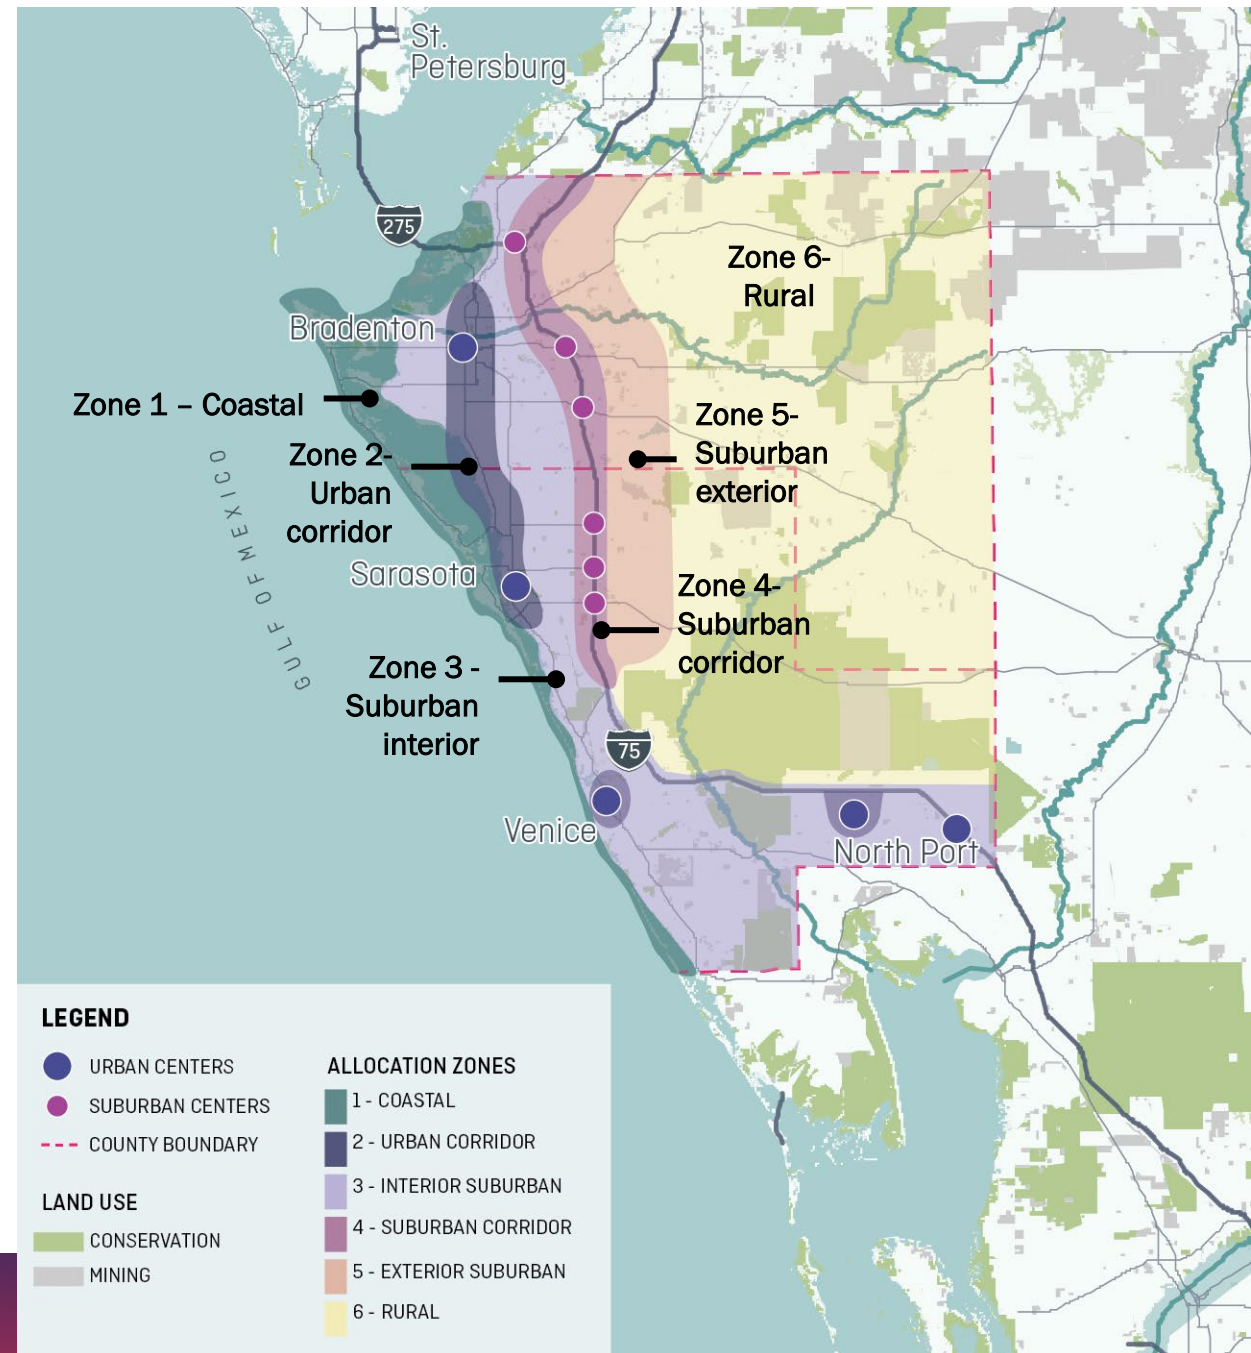 St.
Petersburg
275
Zone 6-
Rural
Bradenton
Zone 1 – Coastal
Zone 5-
Suburban
exterior
Zone 2-
Urban
corridor
GULF OF MEXICO
Sarasota
Zone 4-
Suburban
corridor
Zone 3 -
Suburban
interior
75
Venice
North Port
LEGEND
URBAN CENTERS
SUBURBAN CENTERS
COUNTY BOUNDARY
LAND USE
CONSERVATION
MINING
ALLOCATION ZONES
1 - COASTAL
2 - URBAN CORRIDOR
3 - INTERIOR SUBURBAN
4 - SUBURBAN CORRIDOR
5 - EXTERIOR SUBURBAN
6 - RURAL